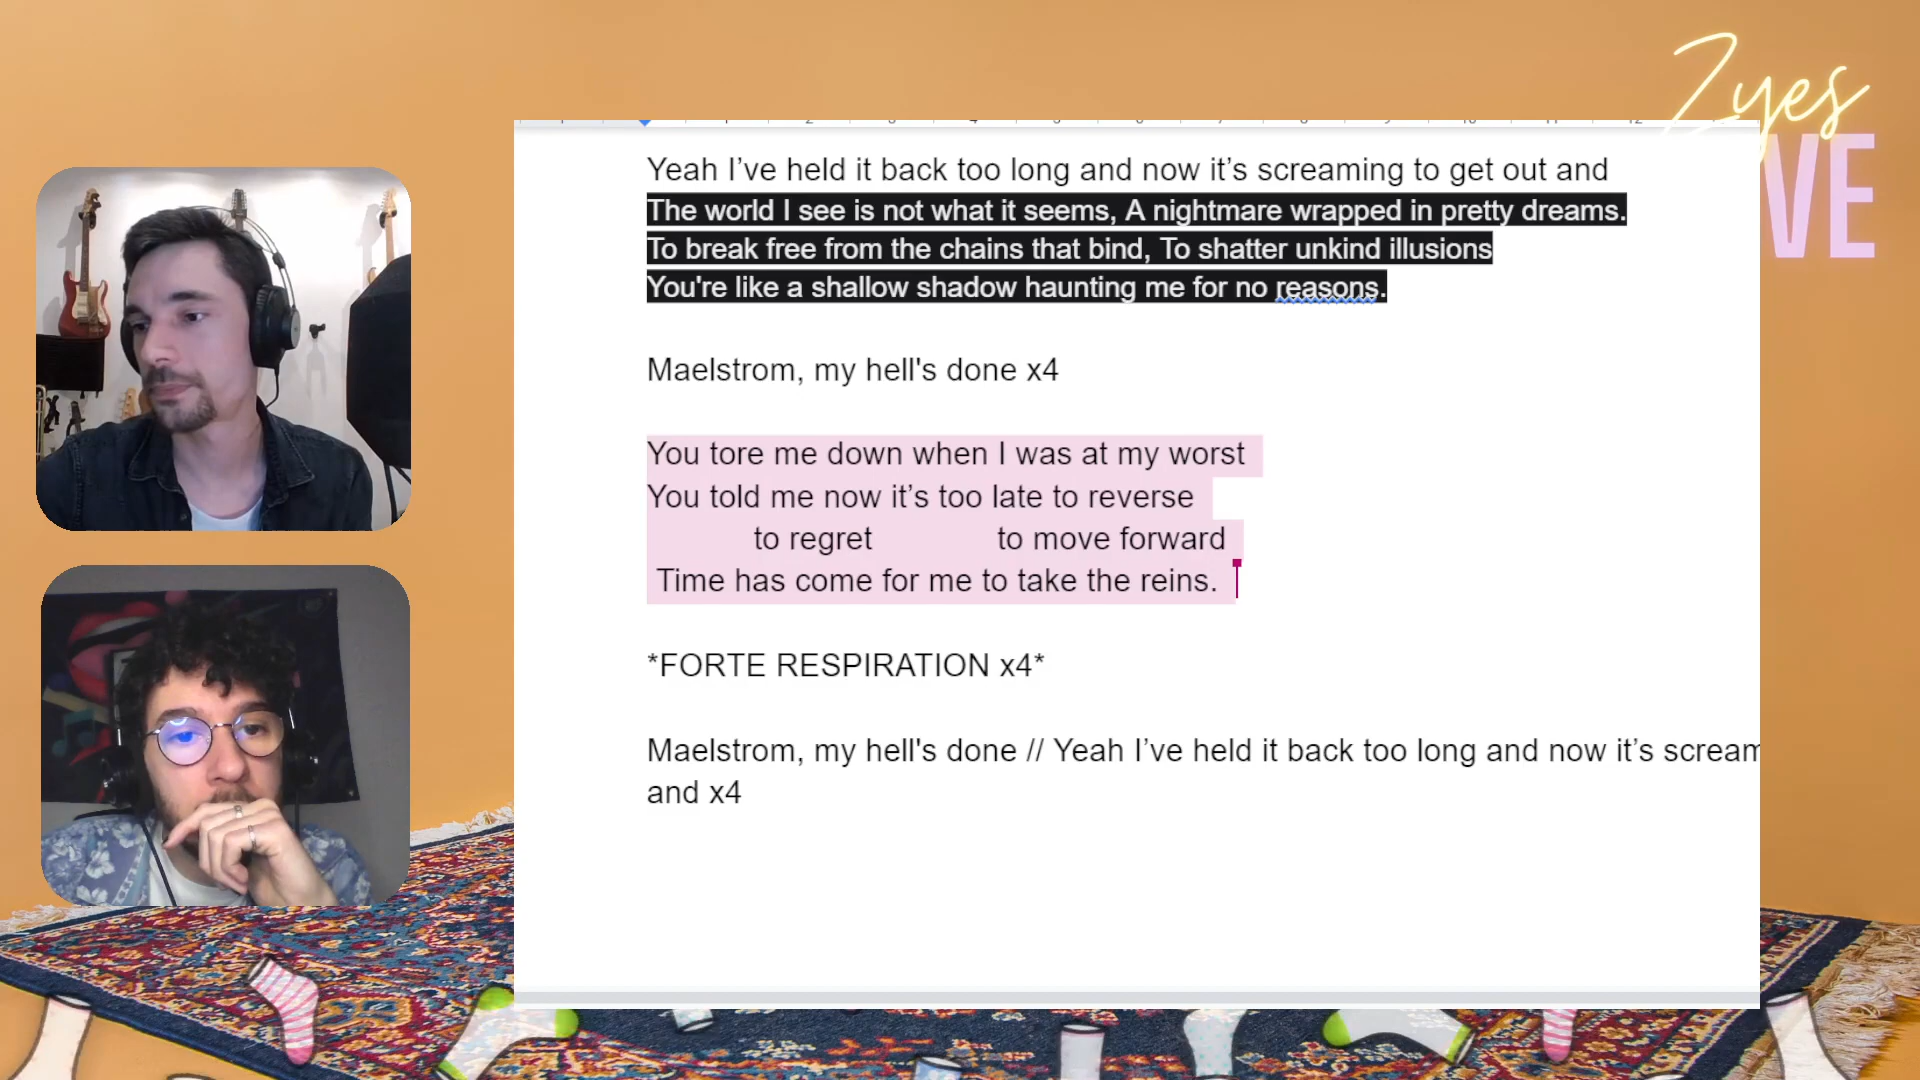 Zyes
VE
Yeah I’ve held it back too long and now it’s screaming to get out and
The world I see is not what it seems, A nightmare wrapped in pretty dreams.
To break free from the chains that bind, To shatter unkind illusions
You're like a shallow shadow haunting me for no reasons.
Maelstrom, my hell's done x4
You tore me down when I was at my worst
You told me now it’s too late to reverse
to regret to move forward
Time has come for me to take the reins.
*FORTE RESPIRATION x4*
Maelstrom, my hell's done // Yeah I’ve held it back too long and now it’s scream
and x4